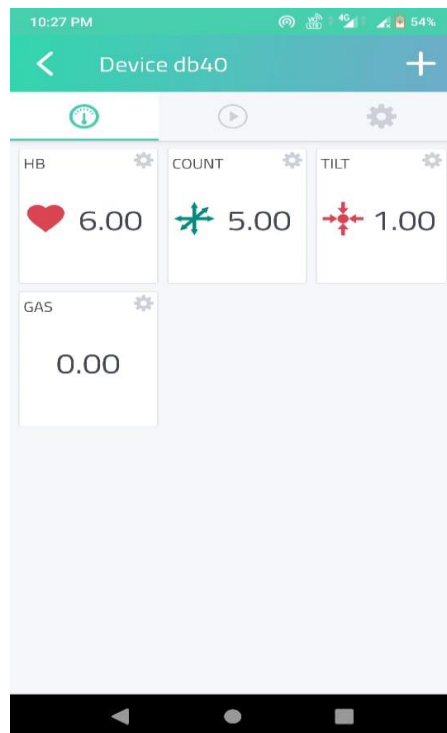 10:27 PM 4G 54%
Device db40
HB COUNT TILT
6.00 5.00 1.00
GAS
0.00